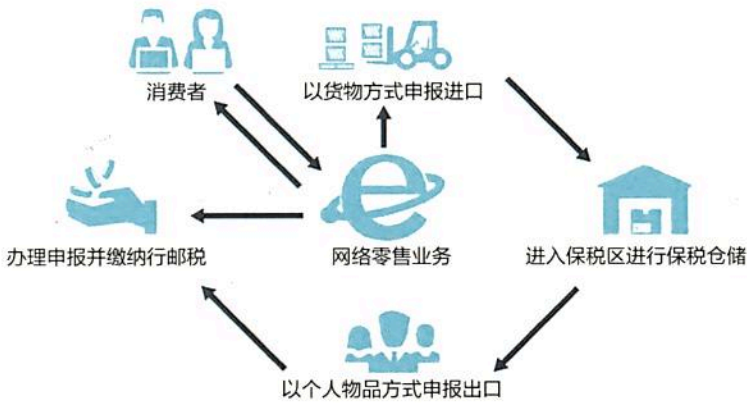 消费者
以货物方式申报进口
办理申报并缴纳行邮税
网络零售业务
进入保税区进行保税仓储
以个人物品方式申报出口